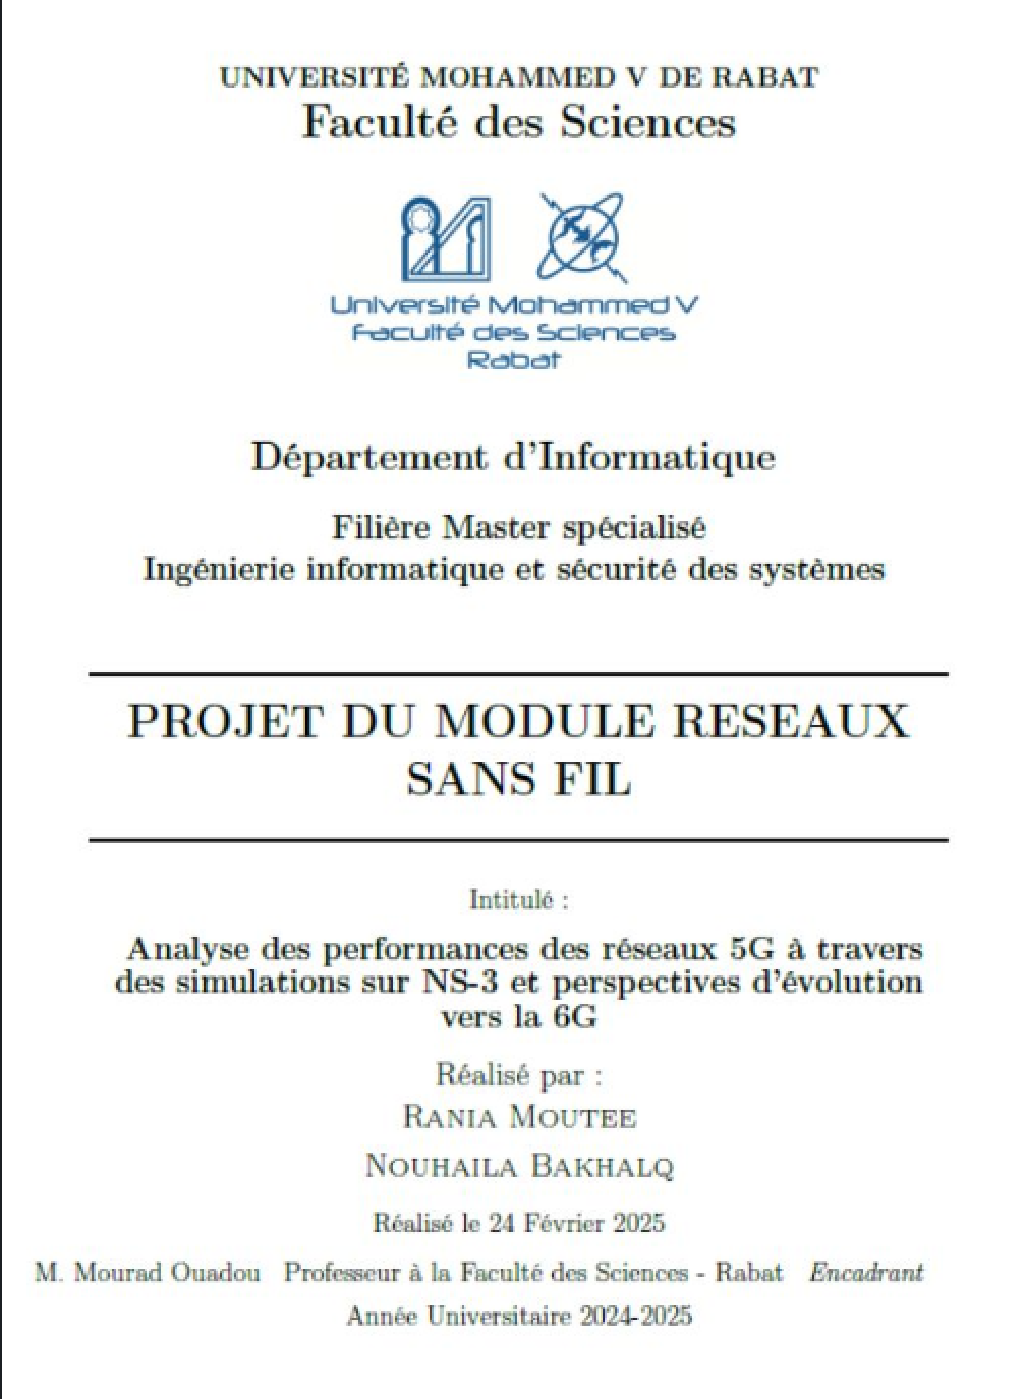 UNIVERSITÉ MOHAMMED V DE RABAT
Faculté des Sciences
Université Mohammed V
Faculté des Sciences
Rabat
Département d'Informatique
Filière Master spécialisé
Ingénierie informatique et sécurité des systèmes
PROJET DU MODULE RESEAUX
SANS FIL
Intitulé :
Analyse des performances des réseaux 5G à travers
des simulations sur NS-3 et perspectives d'évolution
vers la 6G
Réalisé par :
RANIA MOUTEE
NOUHAILA BAKHALQ
Réalisé le 24 Février 2025
M. Mourad Ouadou Professeur à la Faculté des Sciences - Rabat Encadrant
Année Universitaire 2024-2025